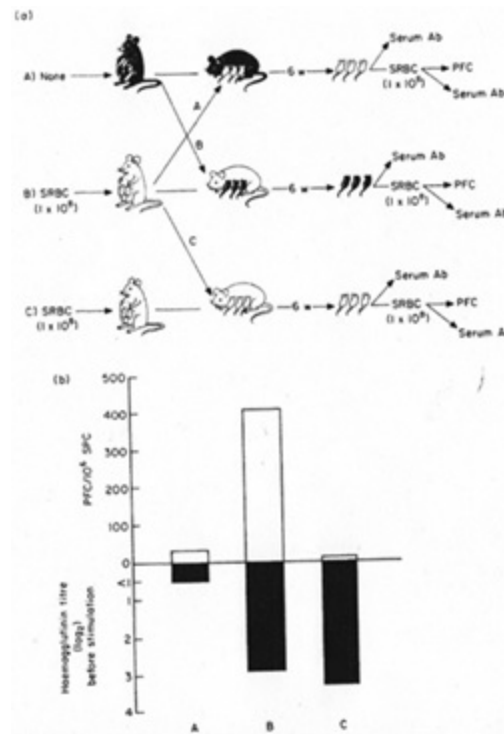 (a)
Serum Ab
A) None
A
6 w
SRBC
PFC
(1 x 10⁸)
Serum Ab
B
Serum Ab
B) SRBC
6 w
SRBC
PFC
(1 x 10⁸)
(1 x 10⁸)
Serum Ab
C
Serum Ab
C) SRBC
6 w
SRBC
PFC
(1 x 10⁸)
(1 x 10⁸)
Serum A
(b)
500
400
300
200
100
0
PFC/10⁶ SPC
<1
1
2
3
4
Haemagglutinin titre
(log₂)
before stimulation
A B C